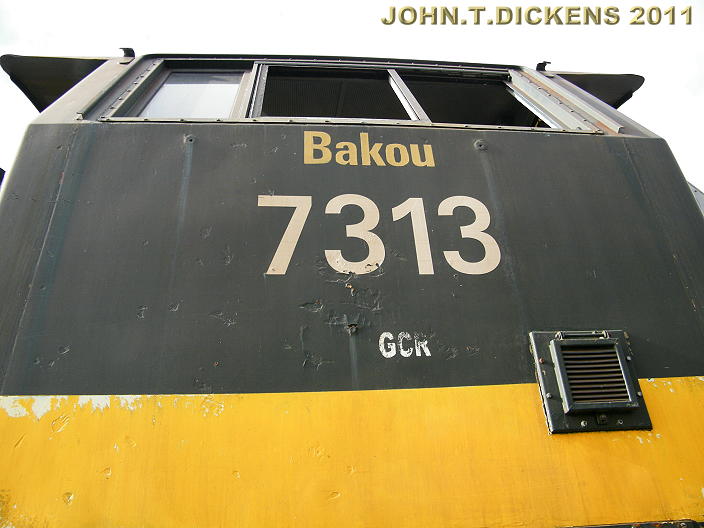 JOHN.T.DICKENS 2011
Bakou
7313
GCR